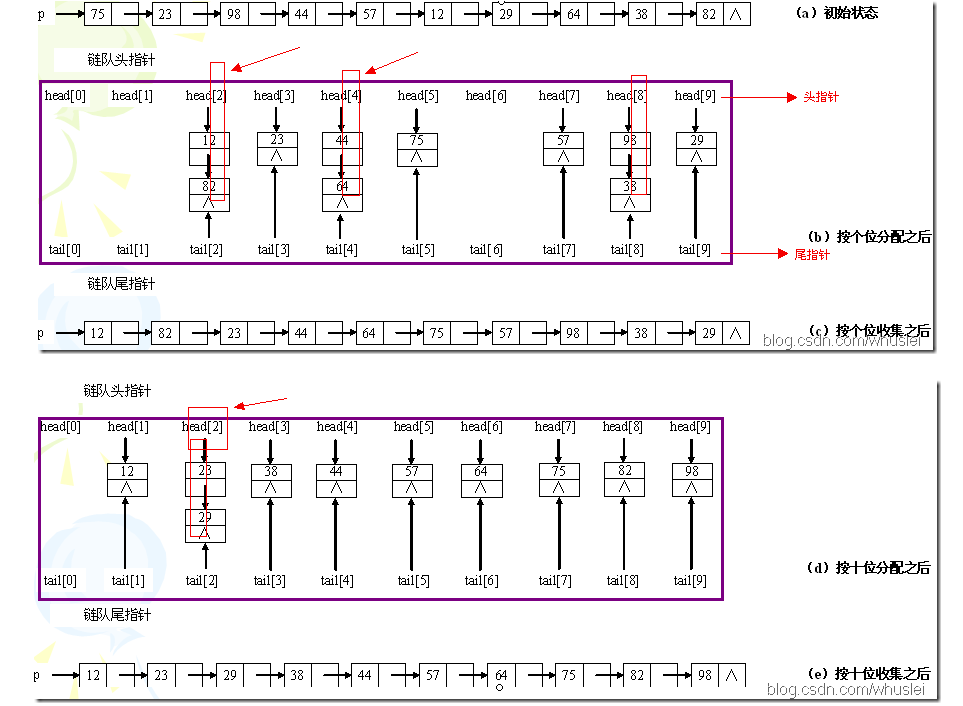 p 75 23 98 44 57 12 29 64 38 82 ∧ (a) 初始状态
链队头指针
head[0] head[1] head[2] head[3] head[4] head[5] head[6] head[7] head[8] head[9] 头指针
12 23 44 75 57 98 29
∧ ∧ ∧ ∧
82 64 38
∧ ∧ ∧
(b) 按个位分配之后
tail[0] tail[1] tail[2] tail[3] tail[4] tail[5] tail[6] tail[7] tail[8] tail[9] 尾指针
链队尾指针
p 12 82 23 44 64 75 57 98 38 29 ∧ (c) 按个位收集之后
blog.csdn.com/whuslei
链队头指针
head[0] head[1] head[2] head[3] head[4] head[5] head[6] head[7] head[8] head[9]
12 23 38 44 57 64 75 82 98
∧ ∧ ∧ ∧ ∧ ∧ ∧ ∧
29
∧
(d) 按十位分配之后
tail[0] tail[1] tail[2] tail[3] tail[4] tail[5] tail[6] tail[7] tail[8] tail[9]
链队尾指针
p 12 23 29 38 44 57 64 75 82 98 ∧ (e) 按十位收集之后
blog.csdn.com/whuslei